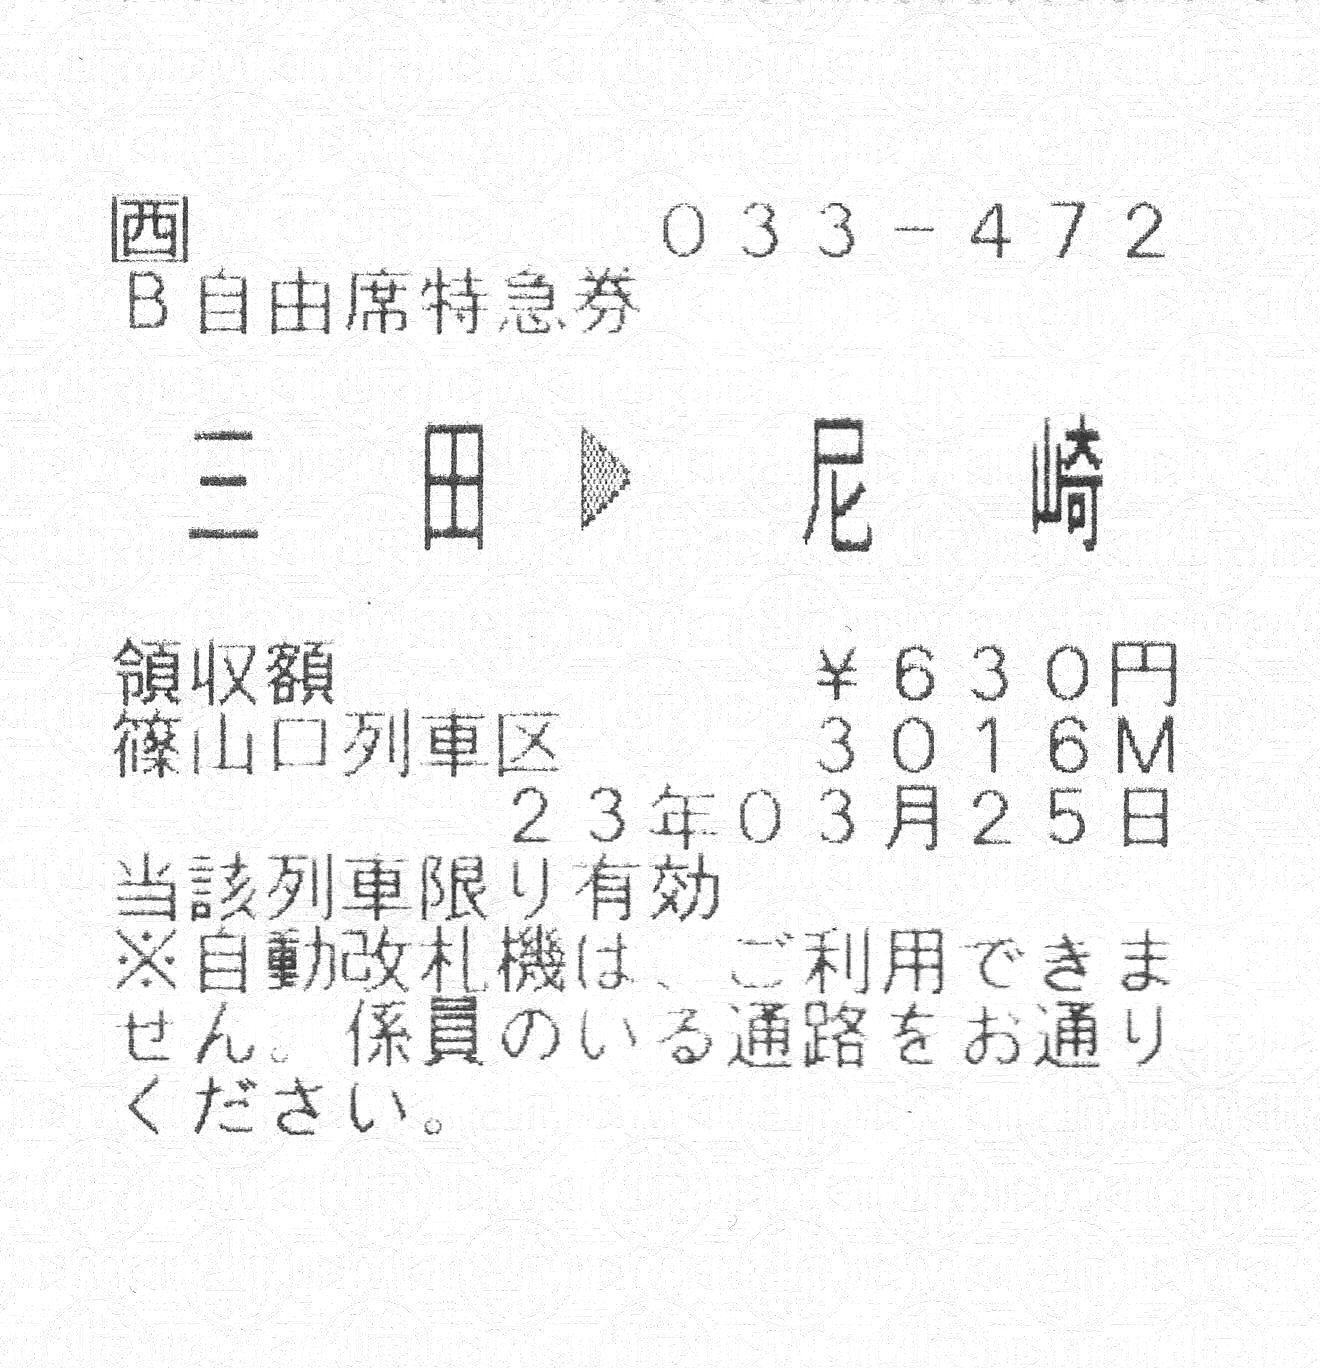 西 033-472
B自由席特急券
三田▶尼崎
領収額 ¥630円
篠山口列車区 3016M
23年03月25日
当該列車限り有効
※自動改札機は、ご利用できま
せん。係員のいる通路をお通り
ください。